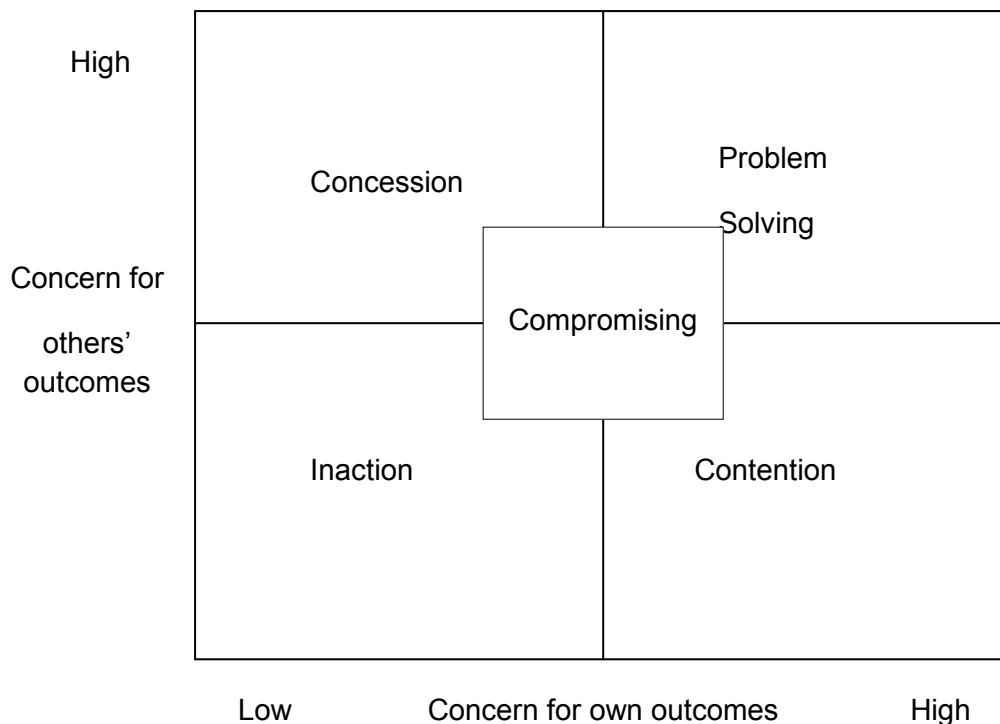 High
Problem
Concession
Solving
Concern for
Compromising
others’
outcomes
Inaction
Contention
Low
Concern for own outcomes
High